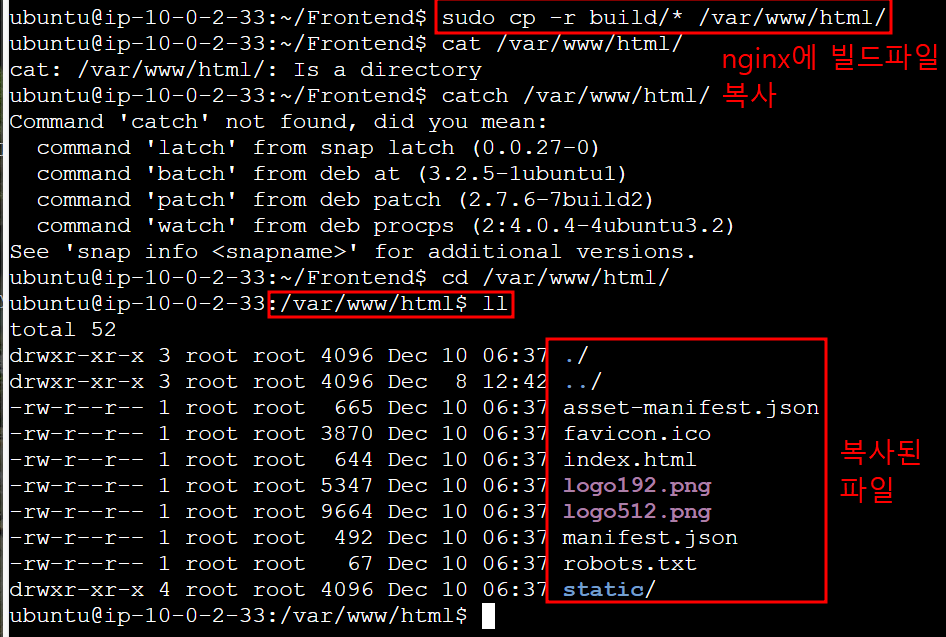 ubuntu@ip-10-0-2-33:~/Frontend$ sudo cp -r build/* /var/www/html/
ubuntu@ip-10-0-2-33:~/Frontend$ cat /var/www/html/
cat: /var/www/html/: Is a directory
nginx에 빌드파일
복사
ubuntu@ip-10-0-2-33:~/Frontend$ catch /var/www/html/
Command 'catch' not found, did you mean:
  command 'latch' from snap latch (0.0.27-0)
  command 'batch' from deb at (3.2.5-1ubuntu1)
  command 'patch' from deb patch (2.7.6-7build2)
  command 'watch' from deb procps (2:4.0.4-4ubuntu3.2)
See 'snap info <snapname>' for additional versions.
ubuntu@ip-10-0-2-33:~/Frontend$ cd /var/www/html/
ubuntu@ip-10-0-2-33:/var/www/html$ ll
total 52
drwxr-xr-x 3 root root 4096 Dec 10 06:37 ./
drwxr-xr-x 3 root root 4096 Dec  8 12:42 ../
-rw-r--r-- 1 root root  665 Dec 10 06:37 asset-manifest.json
-rw-r--r-- 1 root root 3870 Dec 10 06:37 favicon.ico
-rw-r--r-- 1 root root  644 Dec 10 06:37 index.html
-rw-r--r-- 1 root root 5347 Dec 10 06:37 logo192.png
-rw-r--r-- 1 root root 9664 Dec 10 06:37 logo512.png
-rw-r--r-- 1 root root  492 Dec 10 06:37 manifest.json
-rw-r--r-- 1 root root   67 Dec 10 06:37 robots.txt
drwxr-xr-x 4 root root 4096 Dec 10 06:37 static/
복사된
파일
ubuntu@ip-10-0-2-33:/var/www/html$